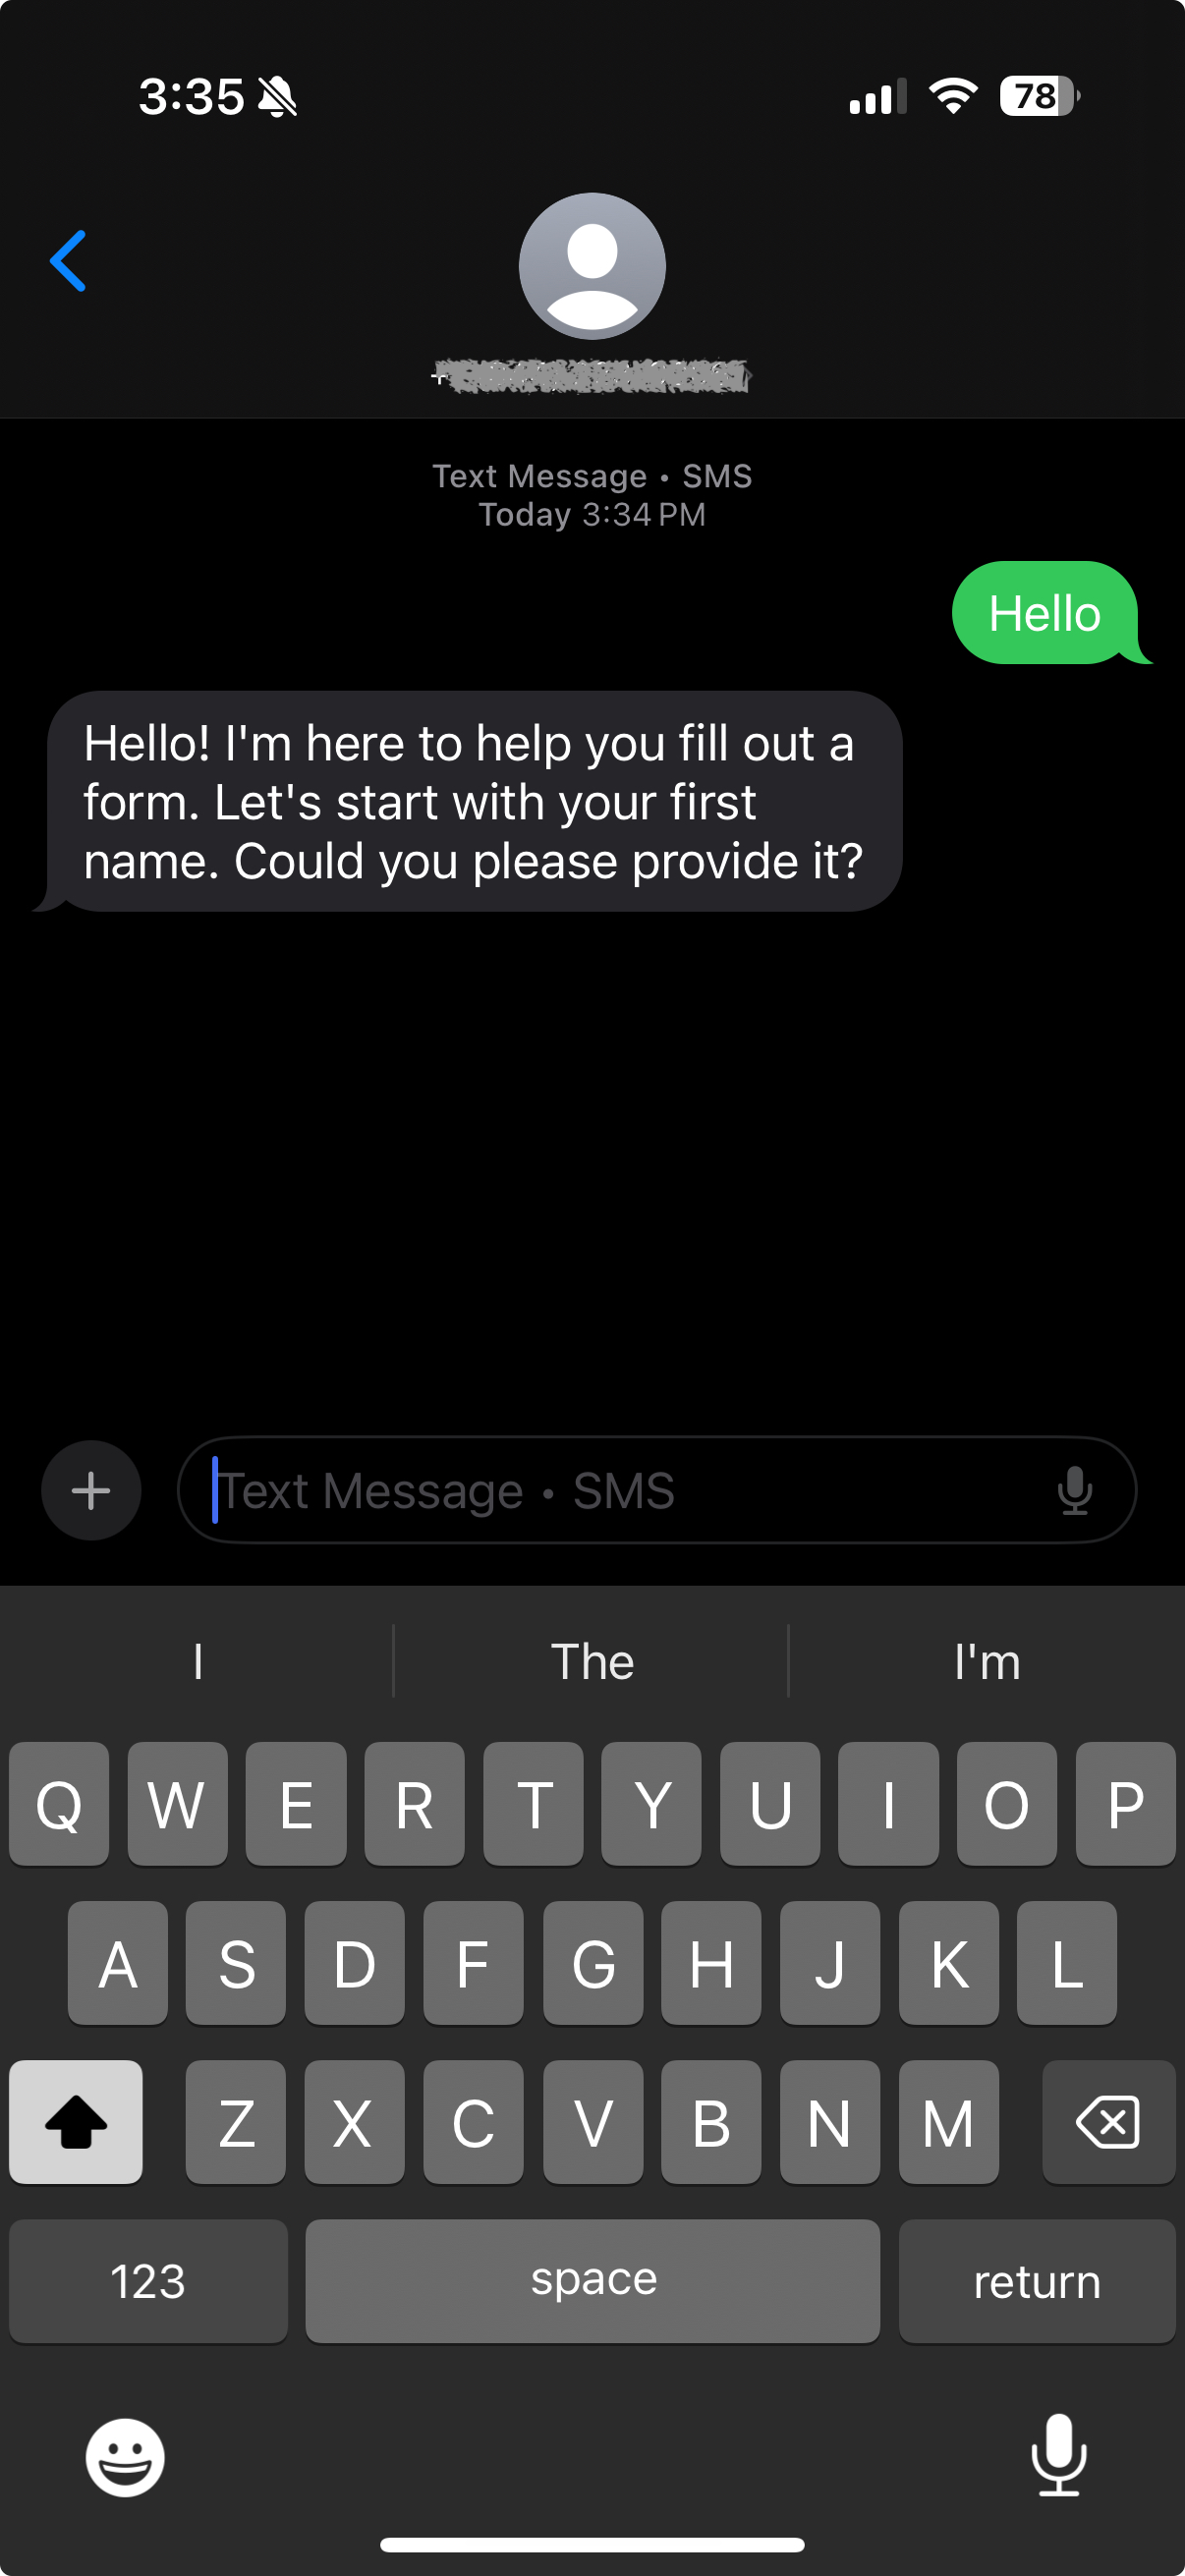 3:35
78
Text Message • SMS
Today 3:34 PM
Hello
Hello! I'm here to help you fill out a
form. Let's start with your first
name. Could you please provide it?
Text Message • SMS
I The I'm
Q W E R T Y U I O P
A S D F G H J K L
Z X C V B N M
123 space return